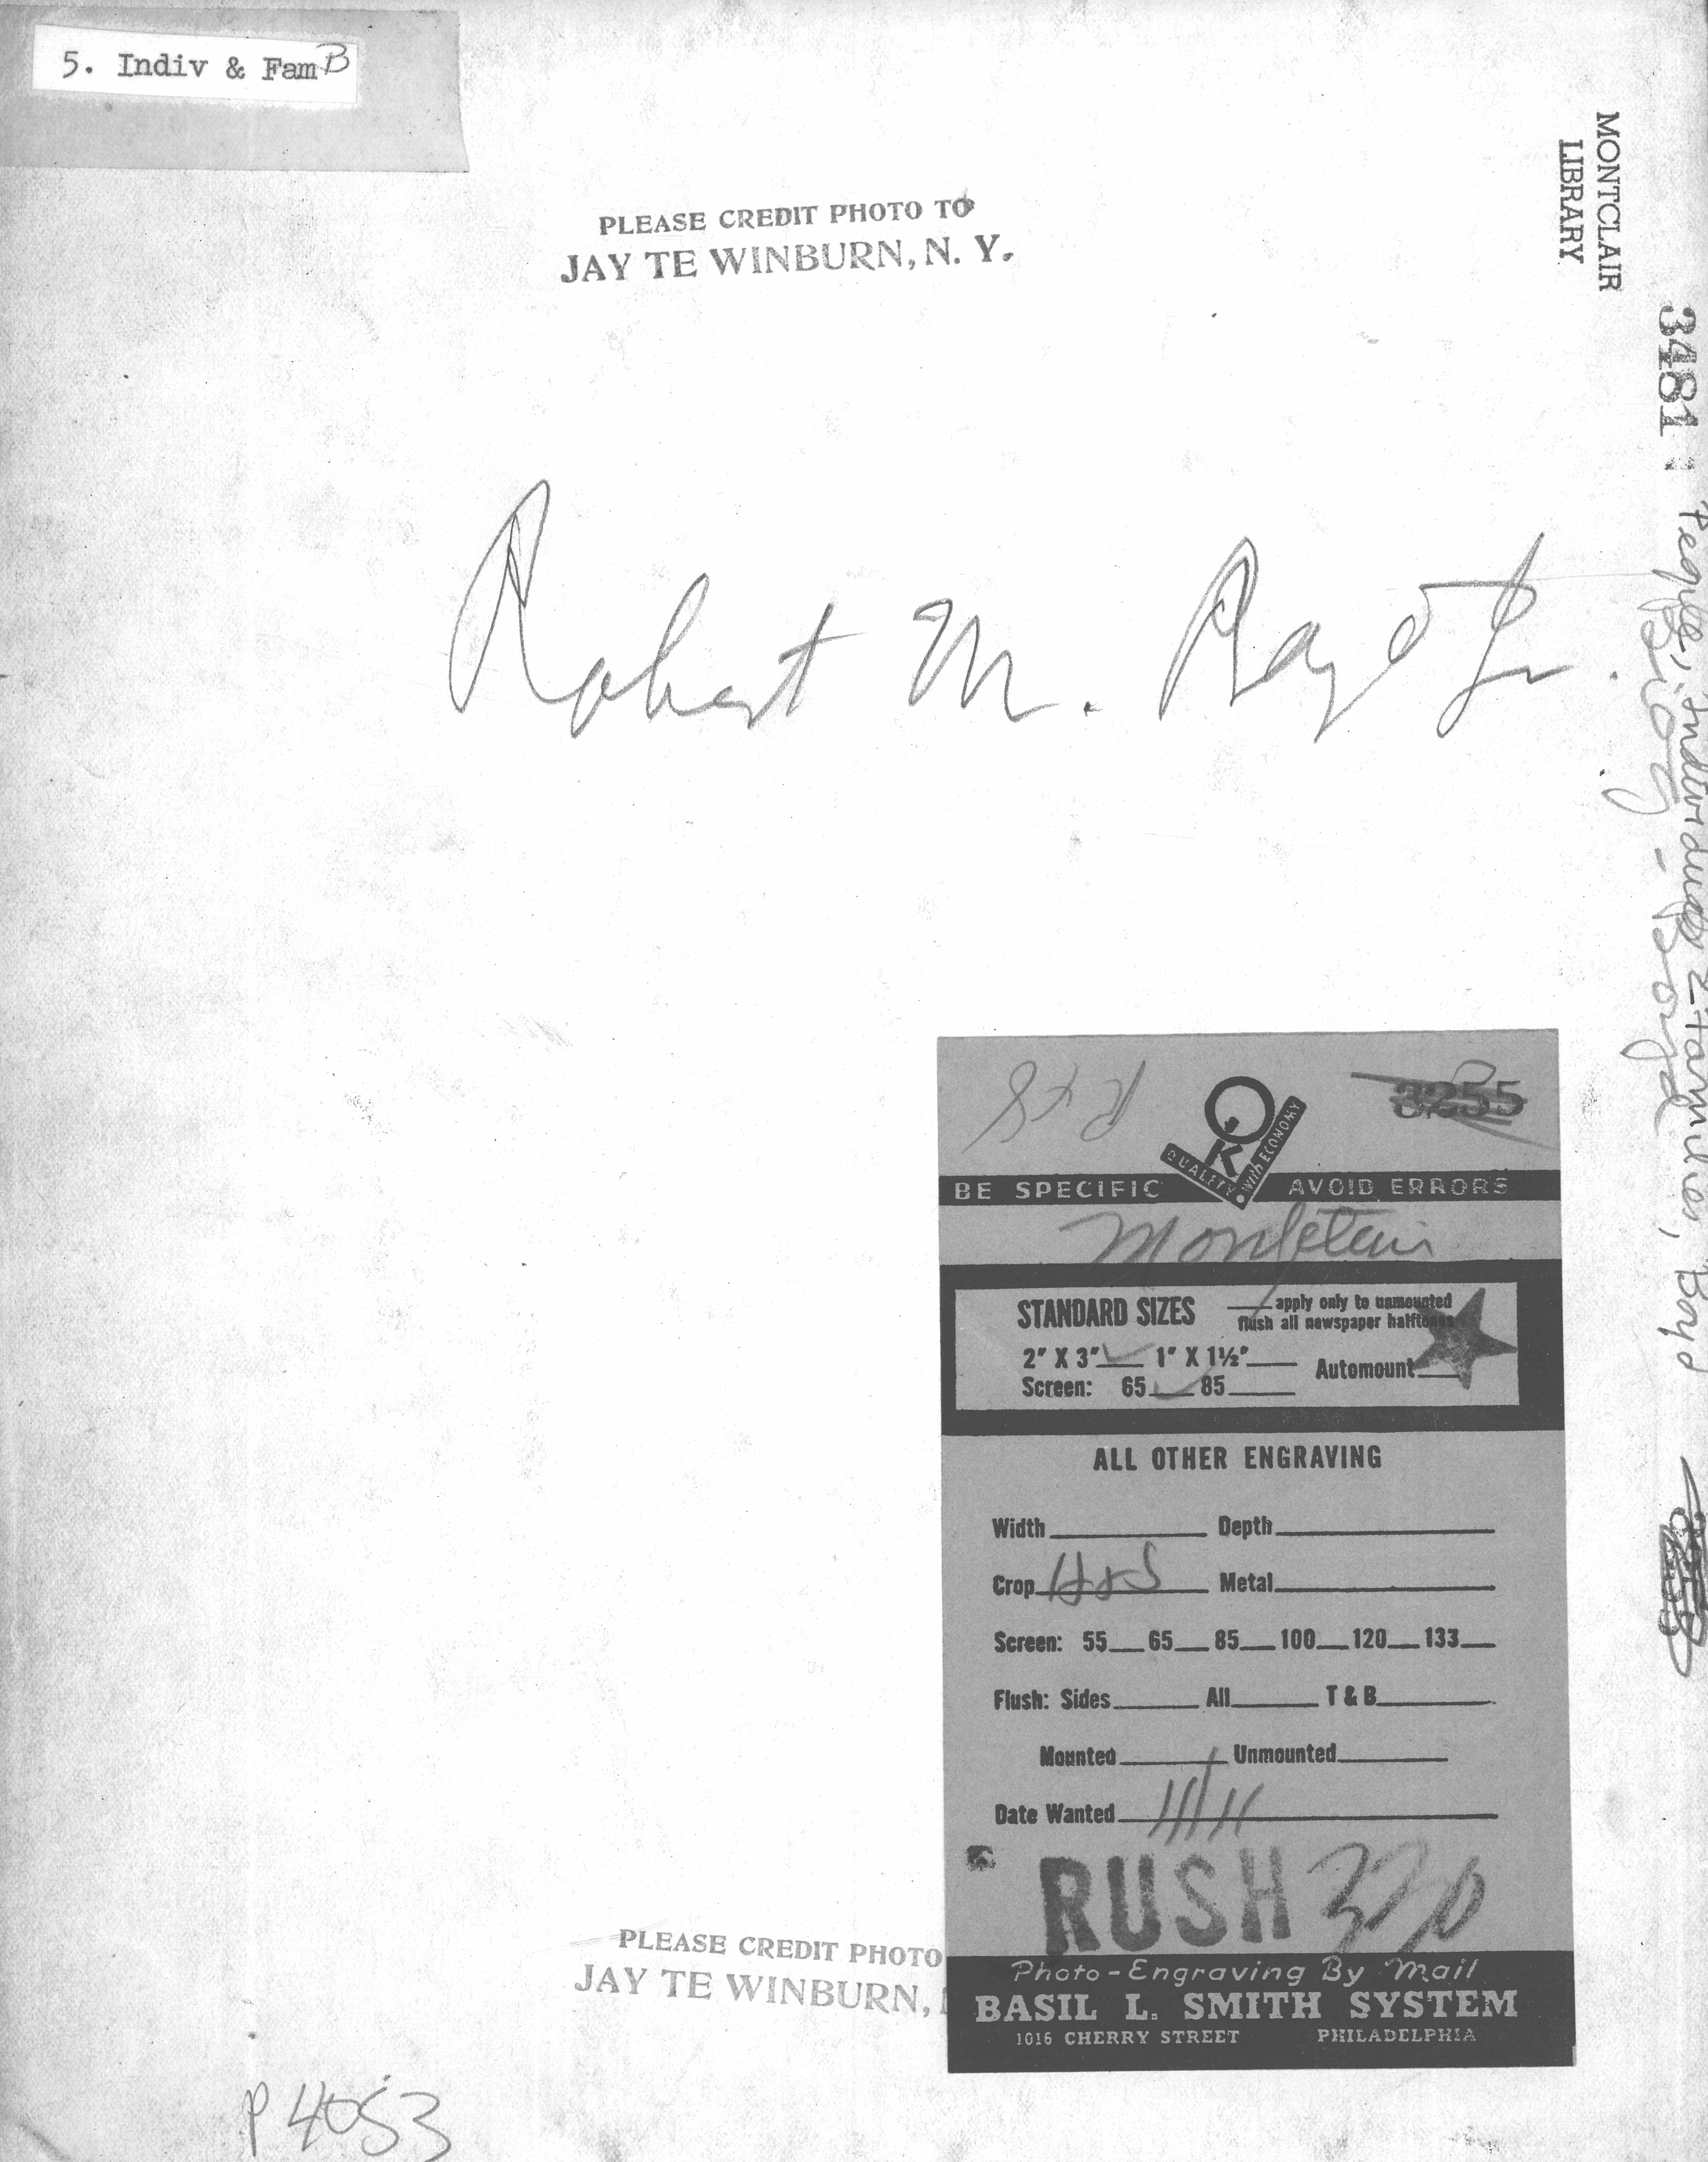 5. Indiv & Fam B
MONTCLAIR
LIBRARY
PLEASE CREDIT PHOTO TO
JAY TE WINBURN, N. Y.
3481:
People, Individuals & Families, Boyd
Biog - Boyd
Robert M. Boyd Jr.
Std
3255
OK
QUALITY with ECONOMY
BE SPECIFIC AVOID ERRORS
Montclair
STANDARD SIZES apply only to unmounted
flush all newspaper halftones
2" X 3" ✓ 1" X 1½" Automount
Screen: 65 ✓ 85
ALL OTHER ENGRAVING
Width Depth
Crop H&S Metal
Screen: 55 65 85 100 120 133
Flush: Sides All T & B
Mounted Unmounted
Date Wanted 11/11
RUSH 320
Photo-Engraving By Mail
BASIL L. SMITH SYSTEM
1016 CHERRY STREET PHILADELPHIA
PLEASE CREDIT PHOTO
JAY TE WINBURN,
P4053